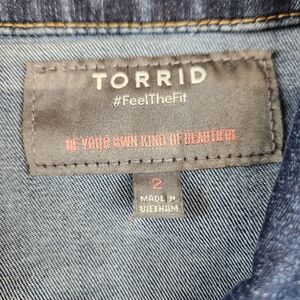 TORRID
#FeelTheFit
BE YOUR OWN KIND OF BEAUTIFUL
2
MADE IN
VIETNAM